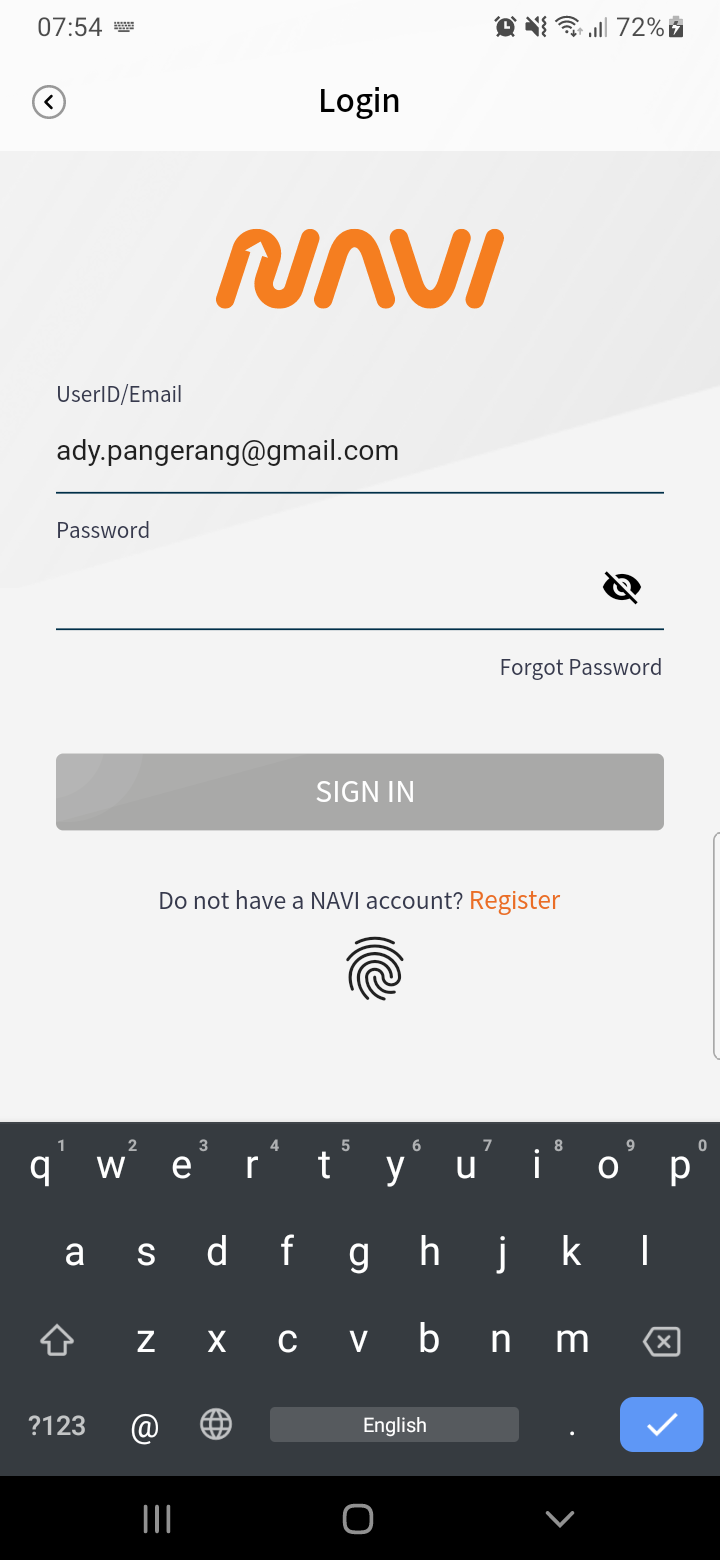 07:54 72%
Login
NAVI
UserID/Email
ady.pangerang@gmail.com
Password
Forgot Password
SIGN IN
Do not have a NAVI account? Register
1 2 3 4 5 6 7 8 9 0
q w e r t y u i o p
a s d f g h j k l
z x c v b n m
?123 @ English .